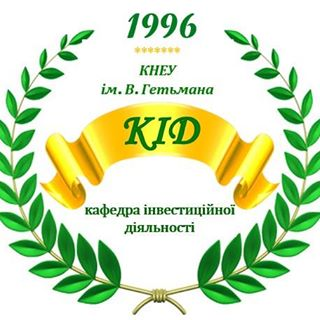 1996
*******
КНЕУ
ім. В. Гетьмана
КІД
кафедра інвестиційної
діяльності